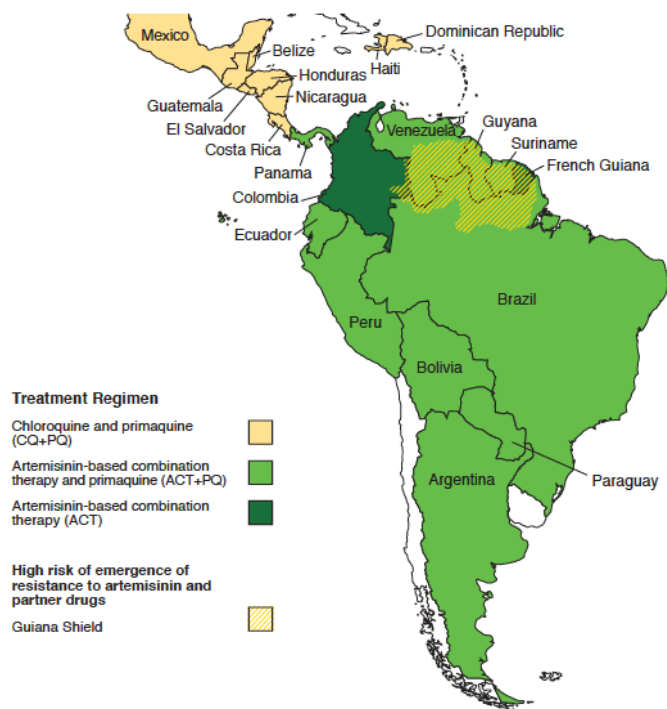 Mexico
Dominican Republic
Belize
Haiti
Honduras
Guatemala
Nicaragua
El Salvador
Costa Rica
Panama
Venezuela
Guyana
Suriname
French Guiana
Colombia
Ecuador
Brazil
Peru
Bolivia
Paraguay
Argentina
Treatment Regimen
Chloroquine and primaquine
(CQ+PQ)
Artemisinin-based combination
therapy and primaquine (ACT+PQ)
Artemisinin-based combination
therapy (ACT)
High risk of emergence of
resistance to artemisinin and
partner drugs
Guiana Shield